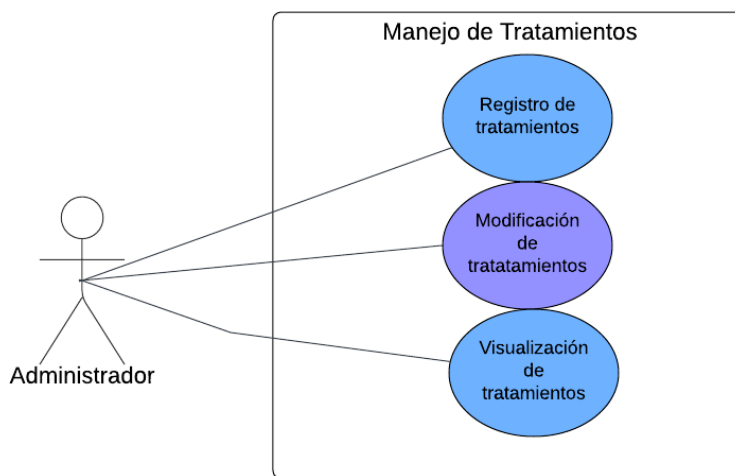 Manejo de Tratamientos
Registro de
tratamientos
Modificación
de
tratatamientos
Visualización
de
tratamientos
Administrador